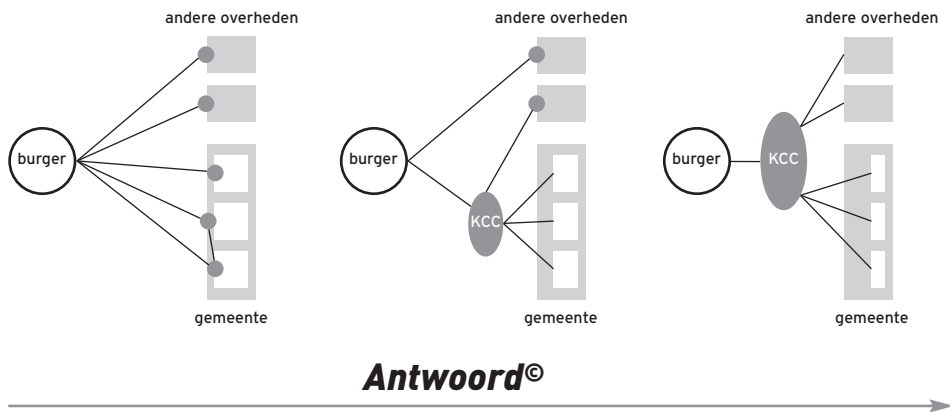 andere overheden
burger
gemeente
andere overheden
burger
KCC
gemeente
andere overheden
burger
KCC
gemeente
Antwoord©